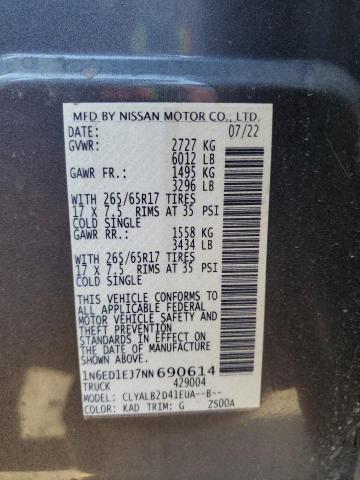 MFD BY NISSAN MOTOR CO., LTD.
DATE: 07/22
GVWR: 2727 KG
6012 LB
GAWR FR.: 1495 KG
3296 LB
WITH 265/65R17 TIRES
17 X 7.5 RIMS AT 35 PSI
COLD SINGLE
GAWR RR.: 1558 KG
3434 LB
WITH 265/65R17 TIRES
17 X 7.5 RIMS AT 35 PSI
COLD SINGLE
THIS VEHICLE CONFORMS TO
ALL APPLICABLE FEDERAL
MOTOR VEHICLE SAFETY
AND THEFT PREVENTION
STANDARDS IN EFFECT ON
THE DATE OF MANUFACTURE
SHOWN ABOVE.
1N6ED1EJ7NN690614
TRUCK 429004
MODEL: CLYALB2D41EUA--B--
COLOR: KAD TRIM: G ZS00A